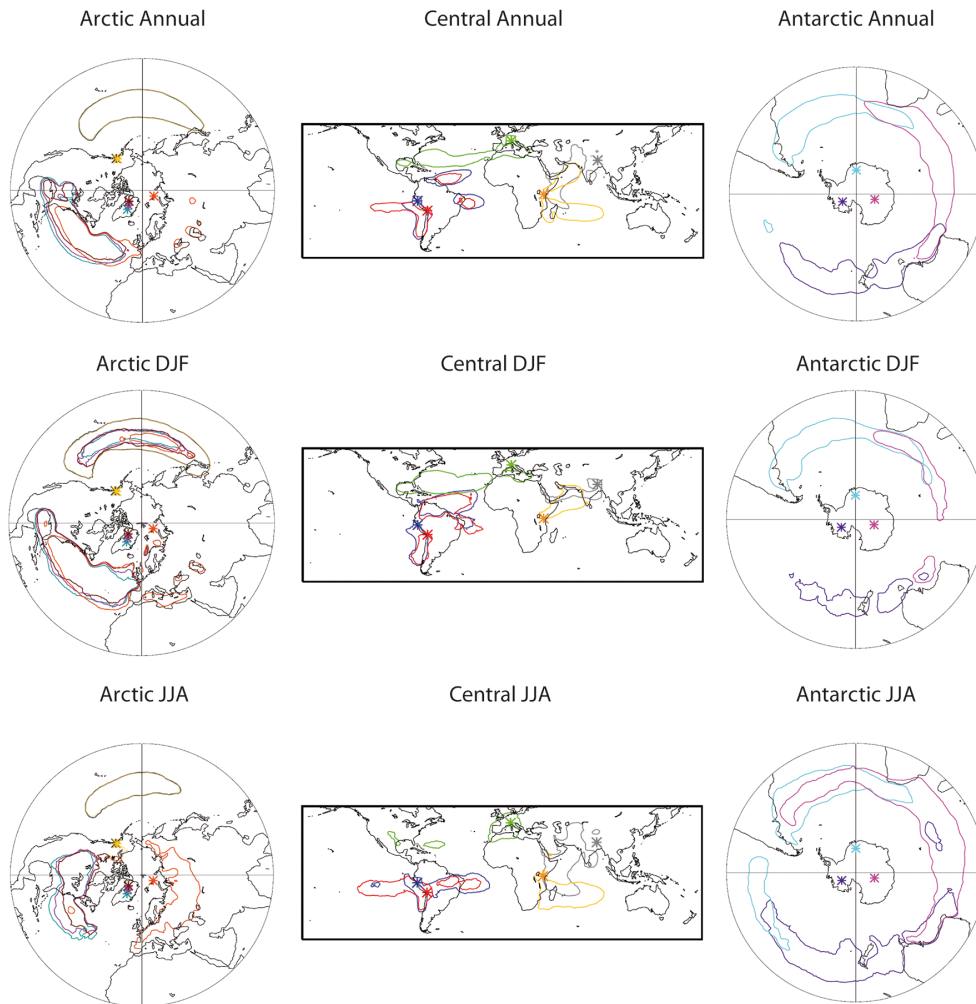 Arctic Annual
Central Annual
Antarctic Annual
Arctic DJF
Central DJF
Antarctic DJF
Arctic JJA
Central JJA
Antarctic JJA